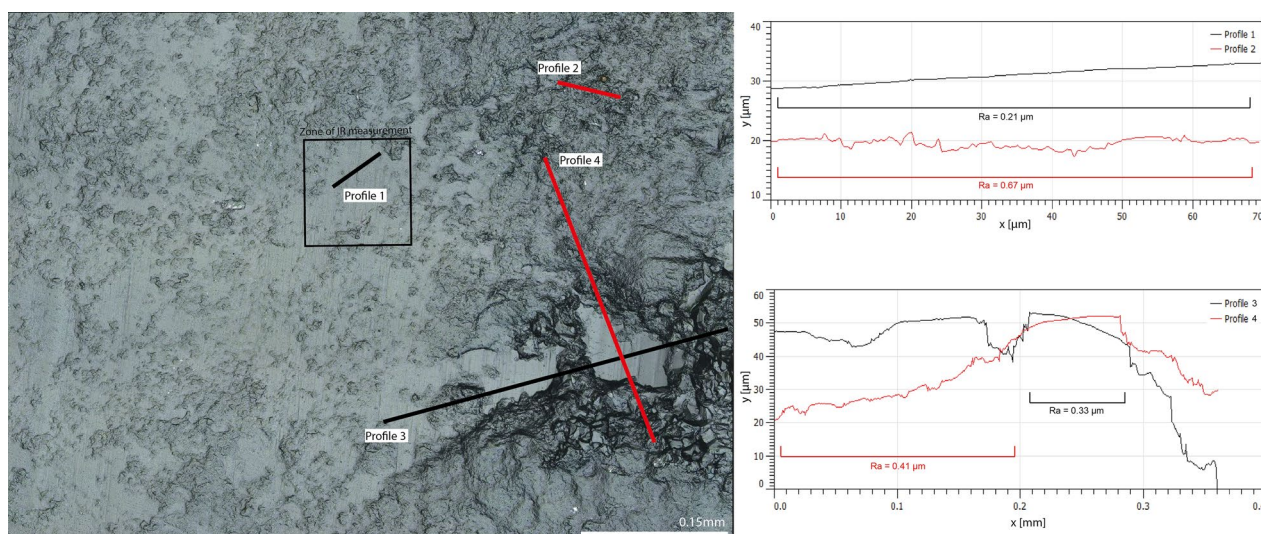 Profile 2
Zone of IR measurement
Profile 4
Profile 1
Profile 3
0.15mm
40
30
20
10
y [µm]
Profile 1
Profile 2
Ra = 0.21 µm
Ra = 0.67 µm
0 10 20 30 40 50 60 70
x [µm]
60
50
40
30
20
10
0
y [µm]
Profile 3
Profile 4
Ra = 0.33 µm
Ra = 0.41 µm
0.0 0.1 0.2 0.3
x [mm]